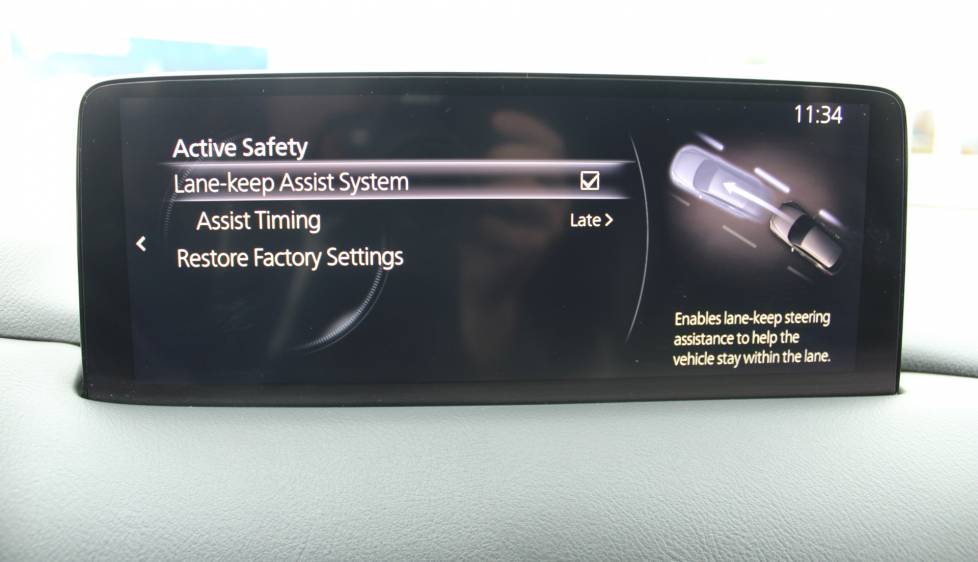 11:34
Active Safety
Lane-keep Assist System
Assist Timing Late >
Restore Factory Settings
Enables lane-keep steering
assistance to help the
vehicle stay within the lane.